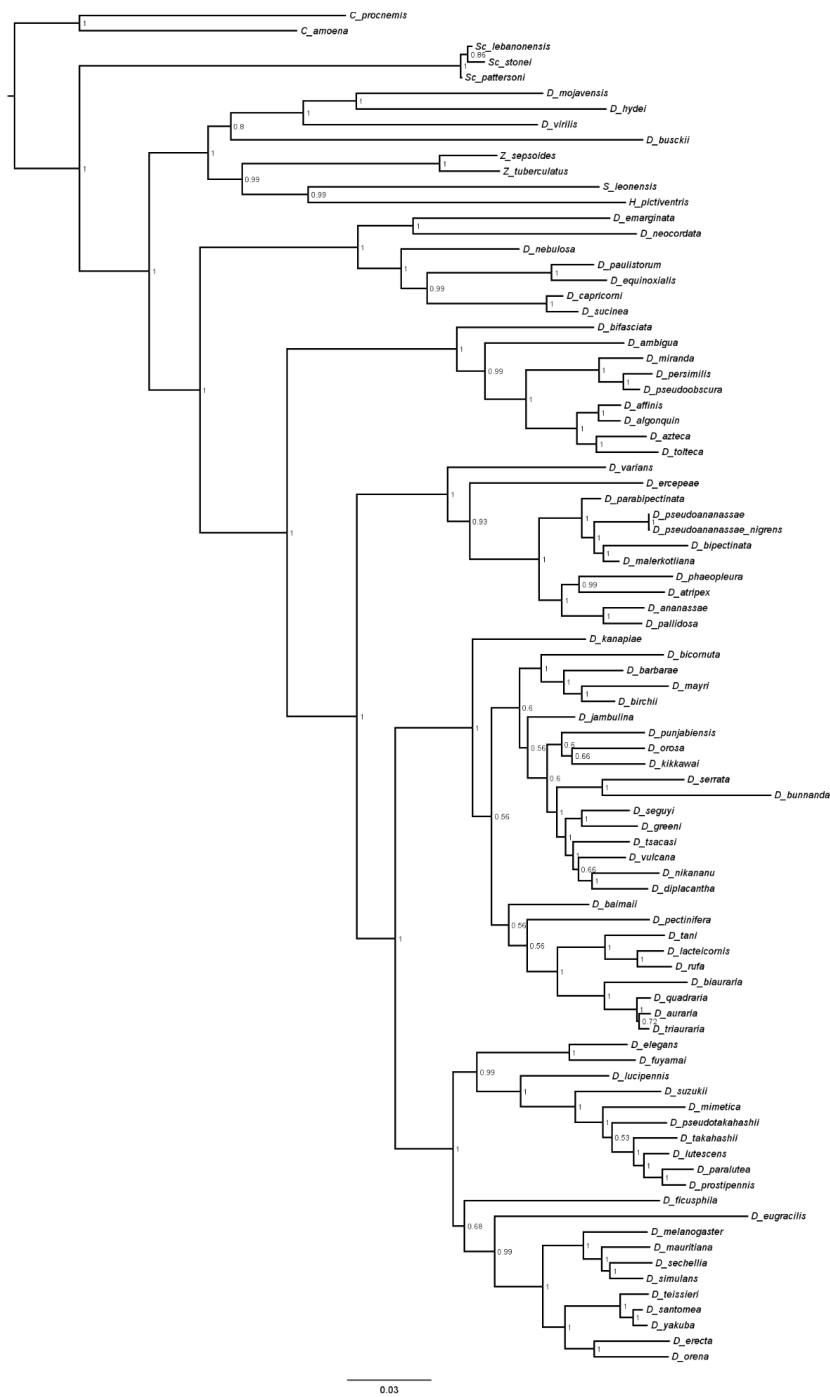 C_procnemis
1
C_amoena
Sc_lebanonensis
0.86
Sc_stonei
1
Sc_pattersoni
D_mojavensis
1
D_hydei
1
D_virilis
0.8
D_busckii
1
Z_sepsoides
1
Z_tuberculatus
1
0.99
S_leonensis
0.99
H_pictiventris
D_emarginata
1
D_neocordata
1
D_nebulosa
1
D_paulistorum
1
1
D_equinoxialis
0.99
D_capricorni
1
D_sucinea
D_bifasciata
1
D_ambigua
D_miranda
1
0.99
D_persimilis
1
1
D_pseudoobscura
1
D_affinis
1
D_algonquin
1
D_azteca
1
D_tolteca
D_varians
1
D_ercepeae
D_parabipectinata
1
D_pseudoananassae
0.93
1
D_pseudoananassae_nigrens
1
1
D_bipectinata
1
D_malerkotliana
1
D_phaeopleura
0.99
D_atripex
1
D_ananassae
1
D_pallidosa
D_kanapiae
D_bicornuta
1
D_barbarae
1
D_mayri
1
D_birchii
0.6
D_jambulina
1
D_punjabiensis
0.56
0.6
D_orosa
0.66
D_kikkawai
0.6
D_serrata
1
D_bunnanda
1
D_seguyi
0.56
1
D_greeni
1
D_tsacasi
1
D_vulcana
0.66
D_nikananu
1
D_diplacantha
D_baimaii
0.56
D_pectinifera
D_tani
1
0.56
D_lacteicornis
1
1
D_rufa
1
D_biauraria
1
D_quadraria
1
D_auraria
0.72
D_triauraria
D_elegans
1
D_fuyamai
0.99
D_lucipennis
1
D_suzukii
1
D_mimetica
1
D_pseudotakahashii
0.53
D_takahashii
1
1
D_lutescens
1
D_paralutea
1
D_prostipennis
D_ficusphila
D_eugracilis
0.68
D_melanogaster
1
D_mauritiana
0.99
1
D_sechellia
1
D_simulans
1
D_teissieri
1
D_santomea
1
D_yakuba
1
D_erecta
1
D_orena
0.03